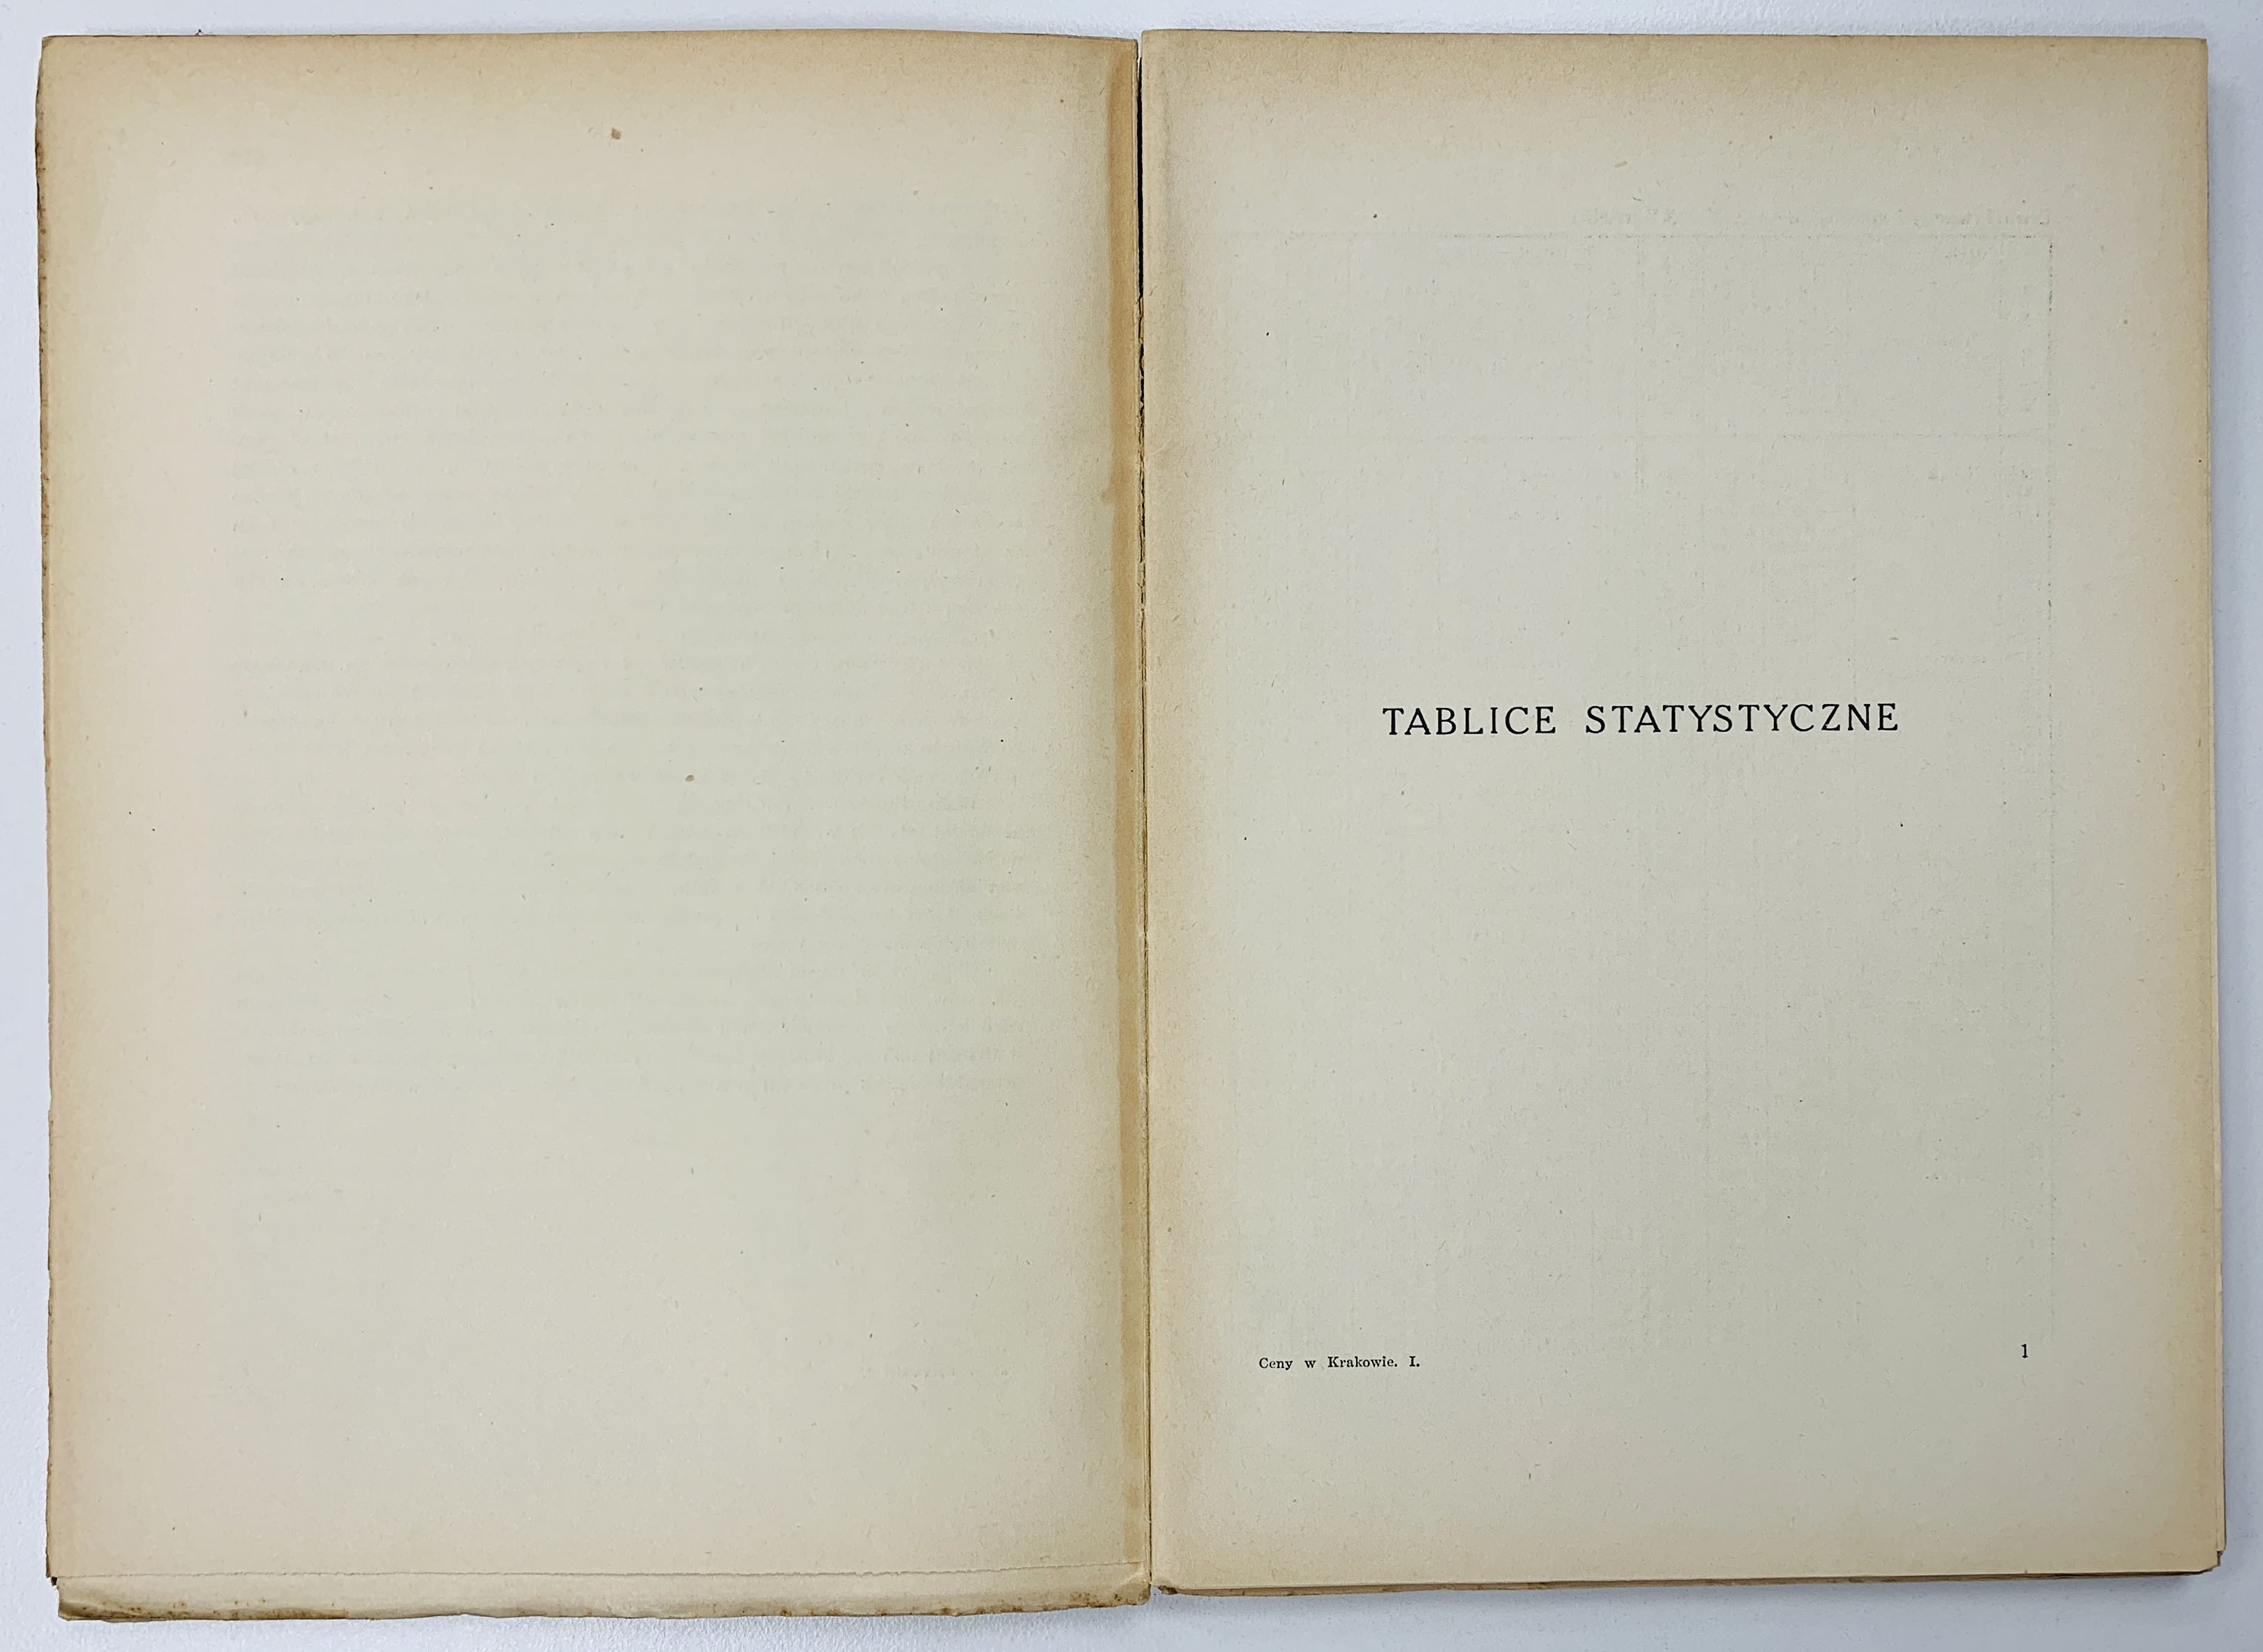 TABLICE STATYSTYCZNE
Ceny w Krakowie. I.
1